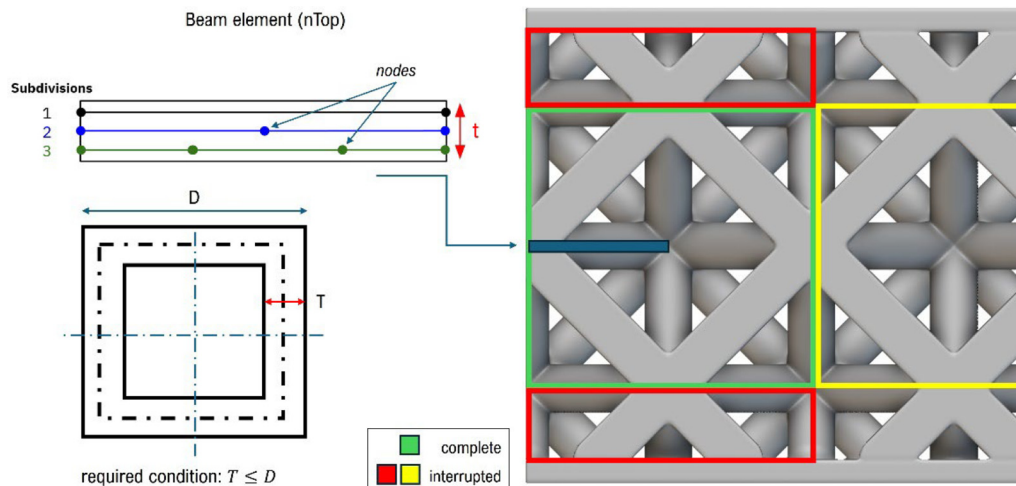 Beam element (nTop)
nodes
Subdivisions
1
2
3
t
D
T
required condition: T ≤ D
complete
interrupted